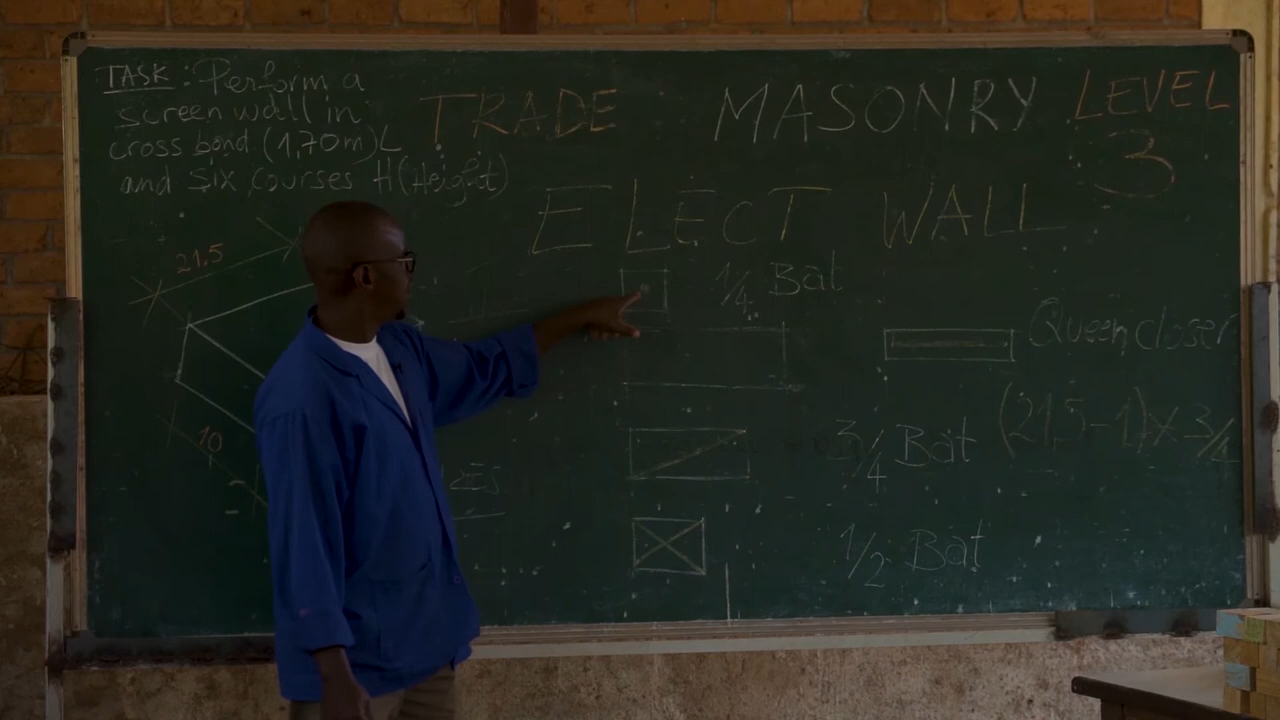 TASK: Perform a
screen wall in
cross bond (1,70m)L
and six courses H(Height)
TRADE MASONRY LEVEL
3
ELECT WALL
21.5
1/4 Bat
Queen closer
10
3/4 Bat
(21,5-1)x 3/4
1/2 Bat